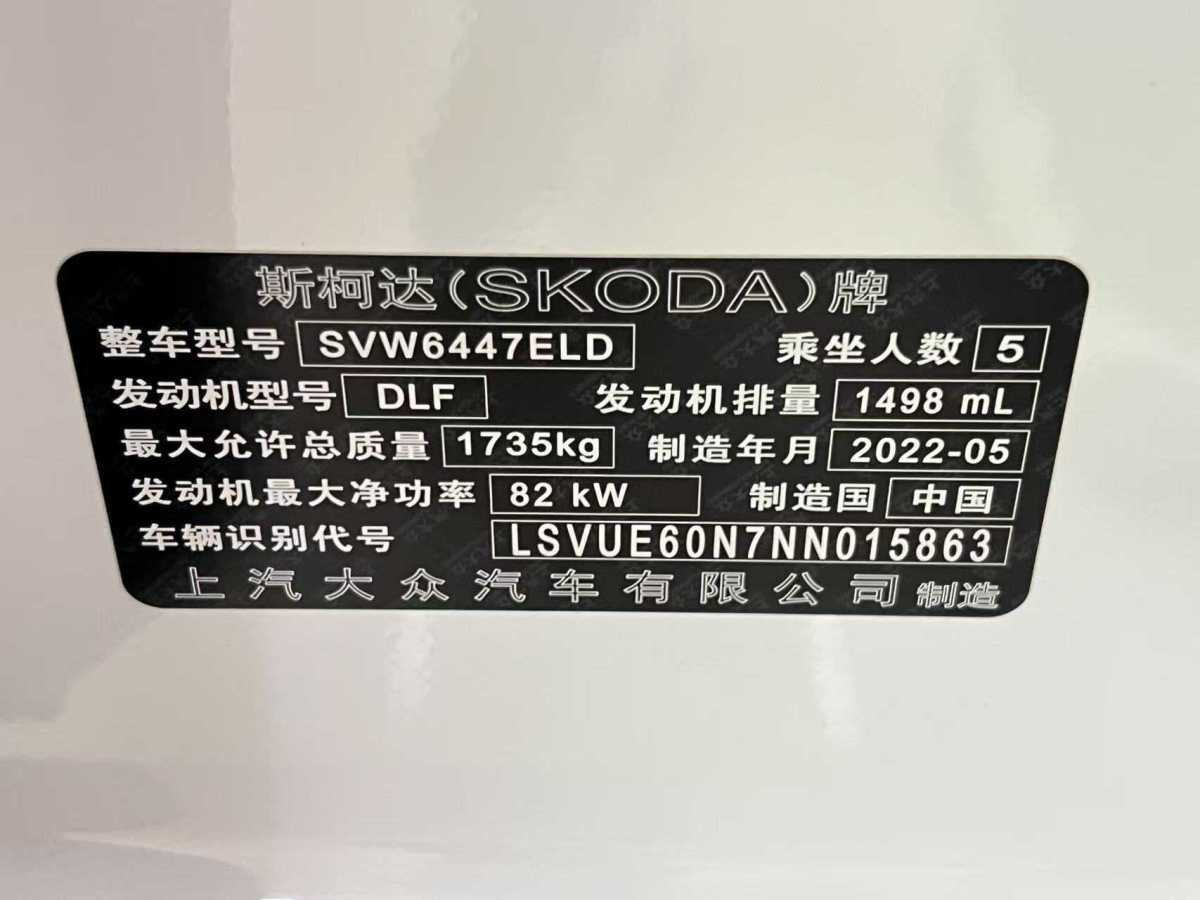 斯柯达(SKODA)牌
整车型号 SVW6447ELD 乘坐人数 5
发动机型号 DLF 发动机排量 1498 mL
最大允许总质量 1735kg 制造年月 2022-05
发动机最大净功率 82 kW 制造国 中国
车辆识别代号 LSVUE60N7NN015863
上汽大众汽车有限公司 制造